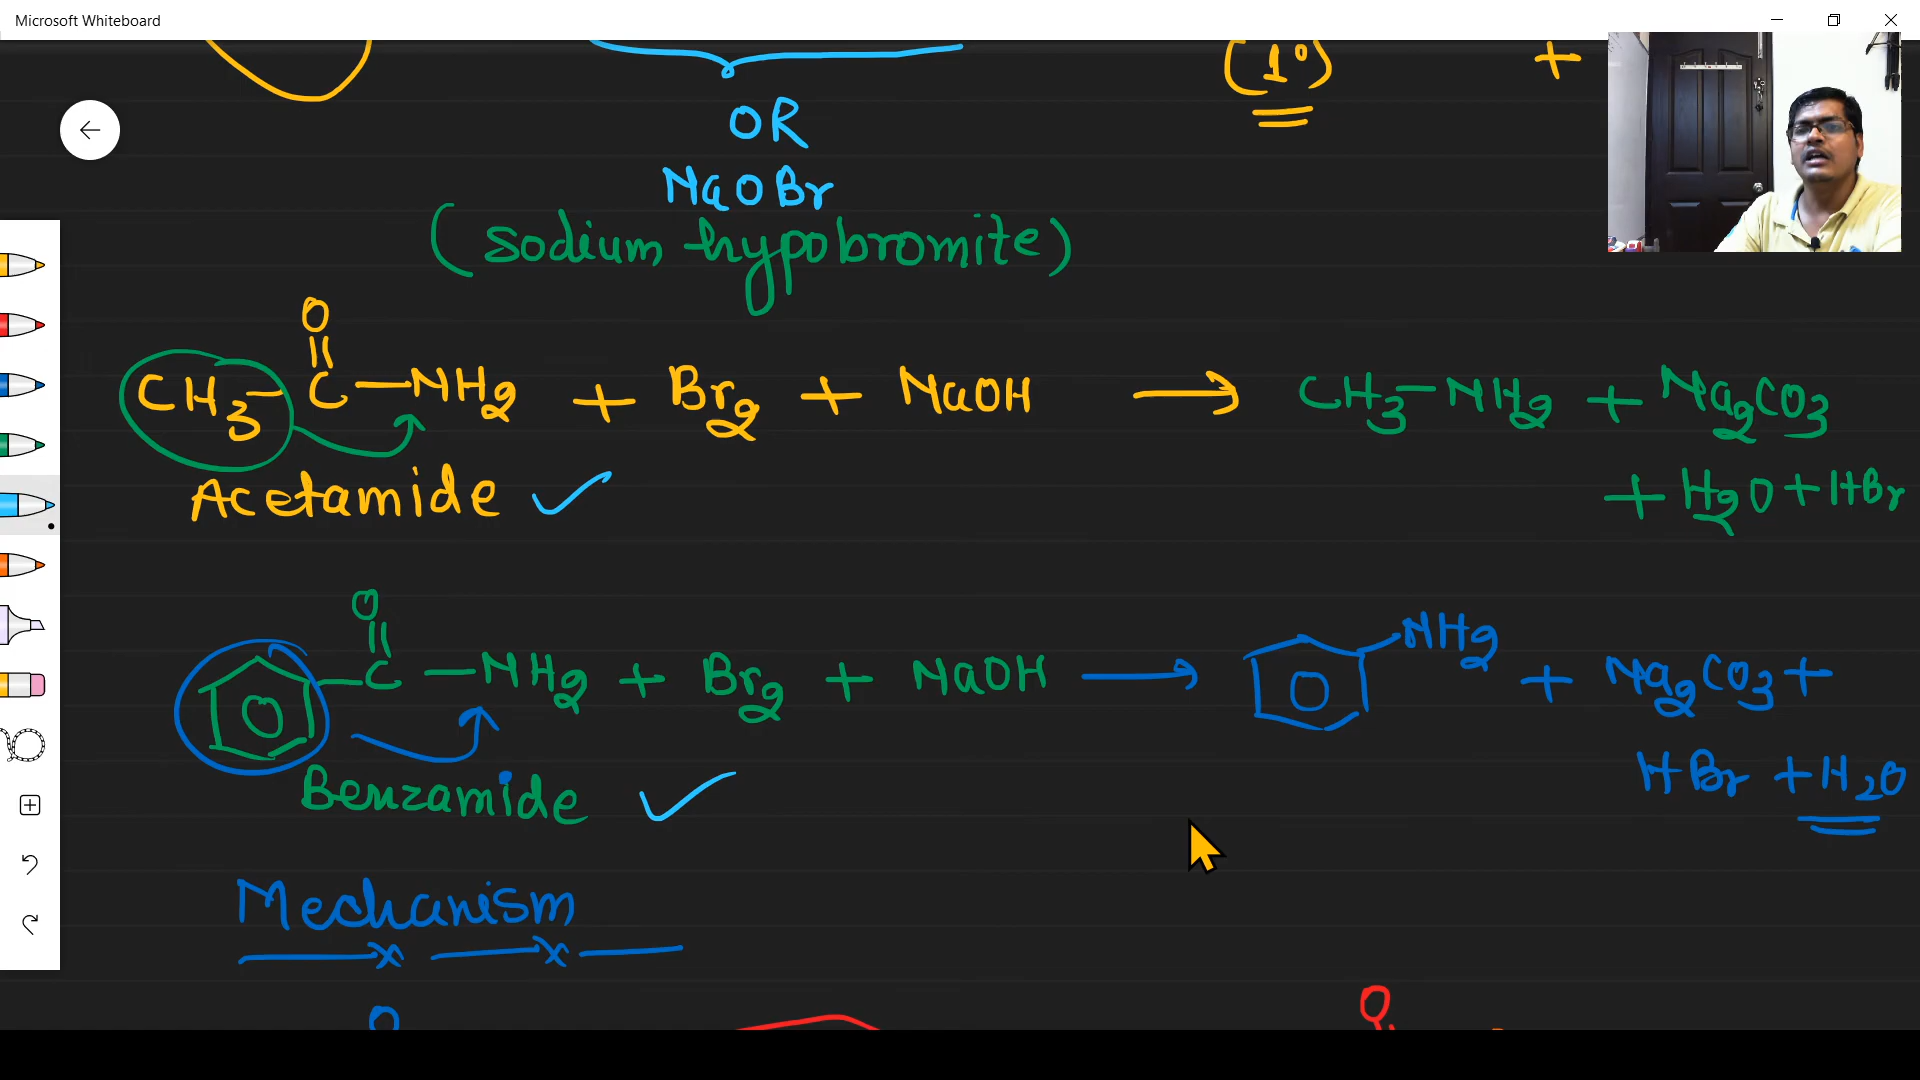 Microsoft Whiteboard
(1°) +
OR
NaOBr
(sodium hypobromite)
O
||
CH3 - C - NH2 + Br2 + NaOH → CH3 - NH2 + Na2CO3
+ H2O + HBr
Acetamide ✓
O
||
C - NH2 + Br2 + NaOH → NH2 + Na2CO3 +
HBr + H2O
Benzamide ✓
Mechanism
O
O